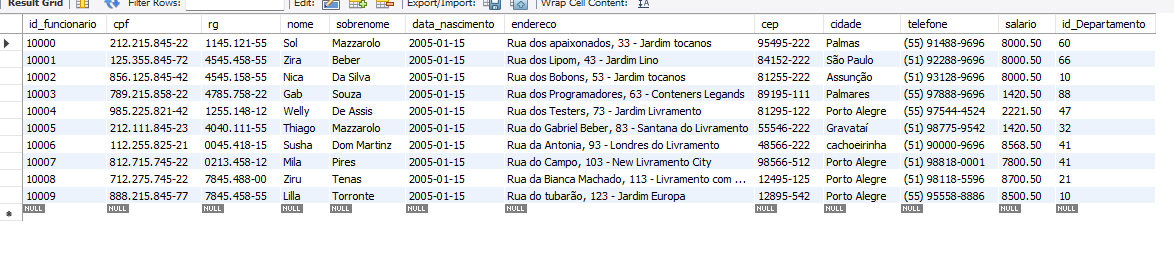 Result Grid Filter Rows: Edit: Export/Import: Wrap Cell Content:
id_funcionario cpf rg nome sobrenome data_nascimento endereco cep cidade telefone salario id_Departamento
10000 212.215.845-22 1145.121-55 Sol Mazzarolo 2005-01-15 Rua dos apaixonados, 33 - Jardim tocanos 95495-222 Palmas (55) 91488-9696 8000.50 60
10001 125.355.845-72 4545.458-55 Zira Beber 2005-01-15 Rua dos Lipom, 43 - Jardim Lino 84152-222 São Paulo (51) 92288-9696 8000.50 66
10002 856.125.845-42 4545.158-55 Nica Da Silva 2005-01-15 Rua dos Bobons, 53 - Jardim tocanos 81255-222 Assunção (51) 93128-9696 8000.50 10
10003 789.215.858-22 4785.758-22 Gab Souza 2005-01-15 Rua dos Programadores, 63 - Conteners Legands 89195-111 Palmares (55) 97888-9696 1420.50 88
10004 985.225.821-42 1255.148-12 Welly De Assis 2005-01-15 Rua dos Testers, 73 - Jardim Livramento 81295-122 Porto Alegre (55) 97544-4524 2221.50 47
10005 212.111.845-23 4040.111-55 Thiago Mazzarolo 2005-01-15 Rua do Gabriel Beber, 83 - Santana do Livramento 55546-222 Gravataí (51) 98775-9542 1420.50 32
10006 112.255.825-21 0045.418-15 Susha Dom Martinz 2005-01-15 Rua da Antonia, 93 - Londres do Livramento 48566-222 cachoeirinha (51) 90000-9696 8568.50 41
10007 812.715.745-22 0213.458-12 Mila Pires 2005-01-15 Rua do Campo, 103 - New Livramento City 98566-512 Porto Alegre (51) 98818-0001 7800.50 41
10008 712.275.745-22 7845.488-00 Ziru Tenas 2005-01-15 Rua da Bianca Machado, 113 - Livramento com ... 12495-125 Porto Alegre (51) 98118-5596 8707.50 21
10009 888.215.845-77 7845.458-55 Lilla Torronte 2005-01-15 Rua do tubarão, 123 - Jardim Europa 12895-542 Porto Alegre (55) 95558-8886 8500.50 10
NULL NULL NULL NULL NULL NULL NULL NULL NULL NULL NULL NULL